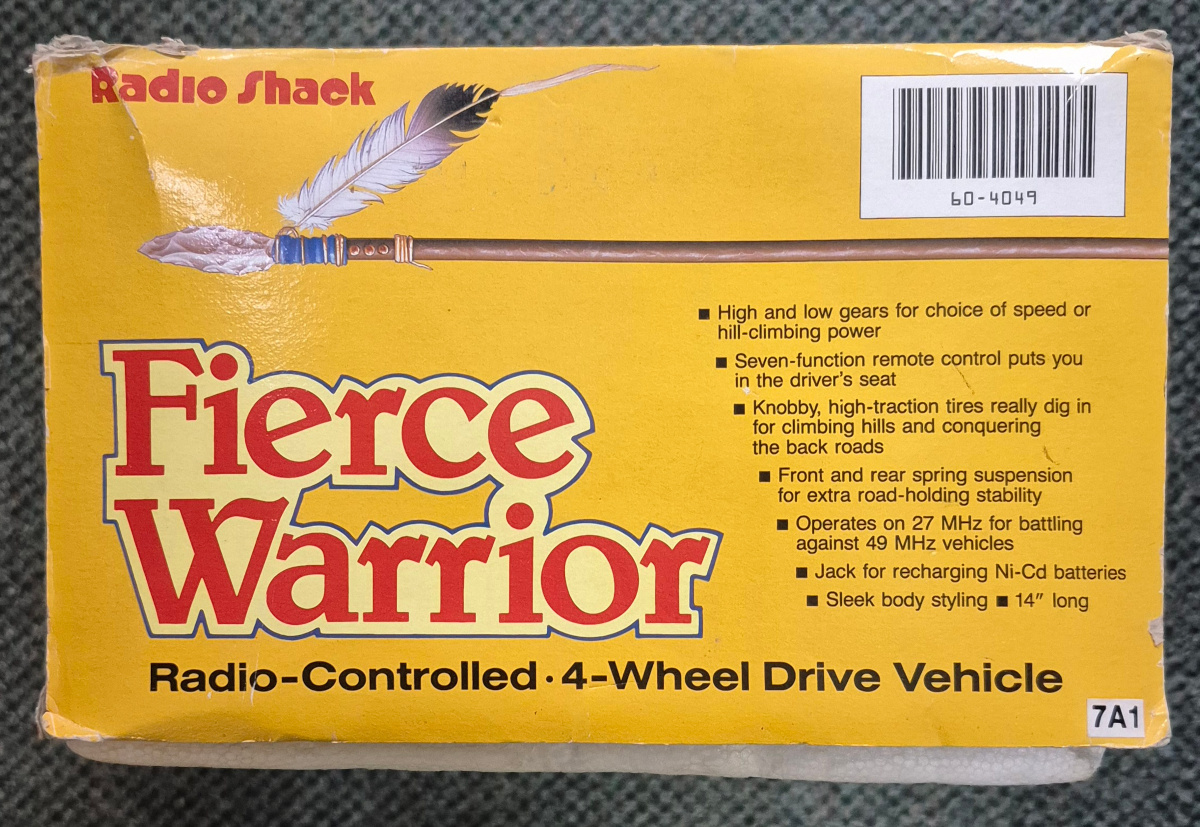 Radio Shack
60-4049
■ High and low gears for choice of speed or
hill-climbing power
■ Seven-function remote control puts you
in the driver's seat
■ Knobby, high-traction tires really dig in
for climbing hills and conquering
the back roads
■ Front and rear spring suspension
for extra road-holding stability
■ Operates on 27 MHz for battling
against 49 MHz vehicles
■ Jack for recharging Ni-Cd batteries
■ Sleek body styling ■ 14" long
Fierce
Warrior
Radio-Controlled · 4-Wheel Drive Vehicle
7A1